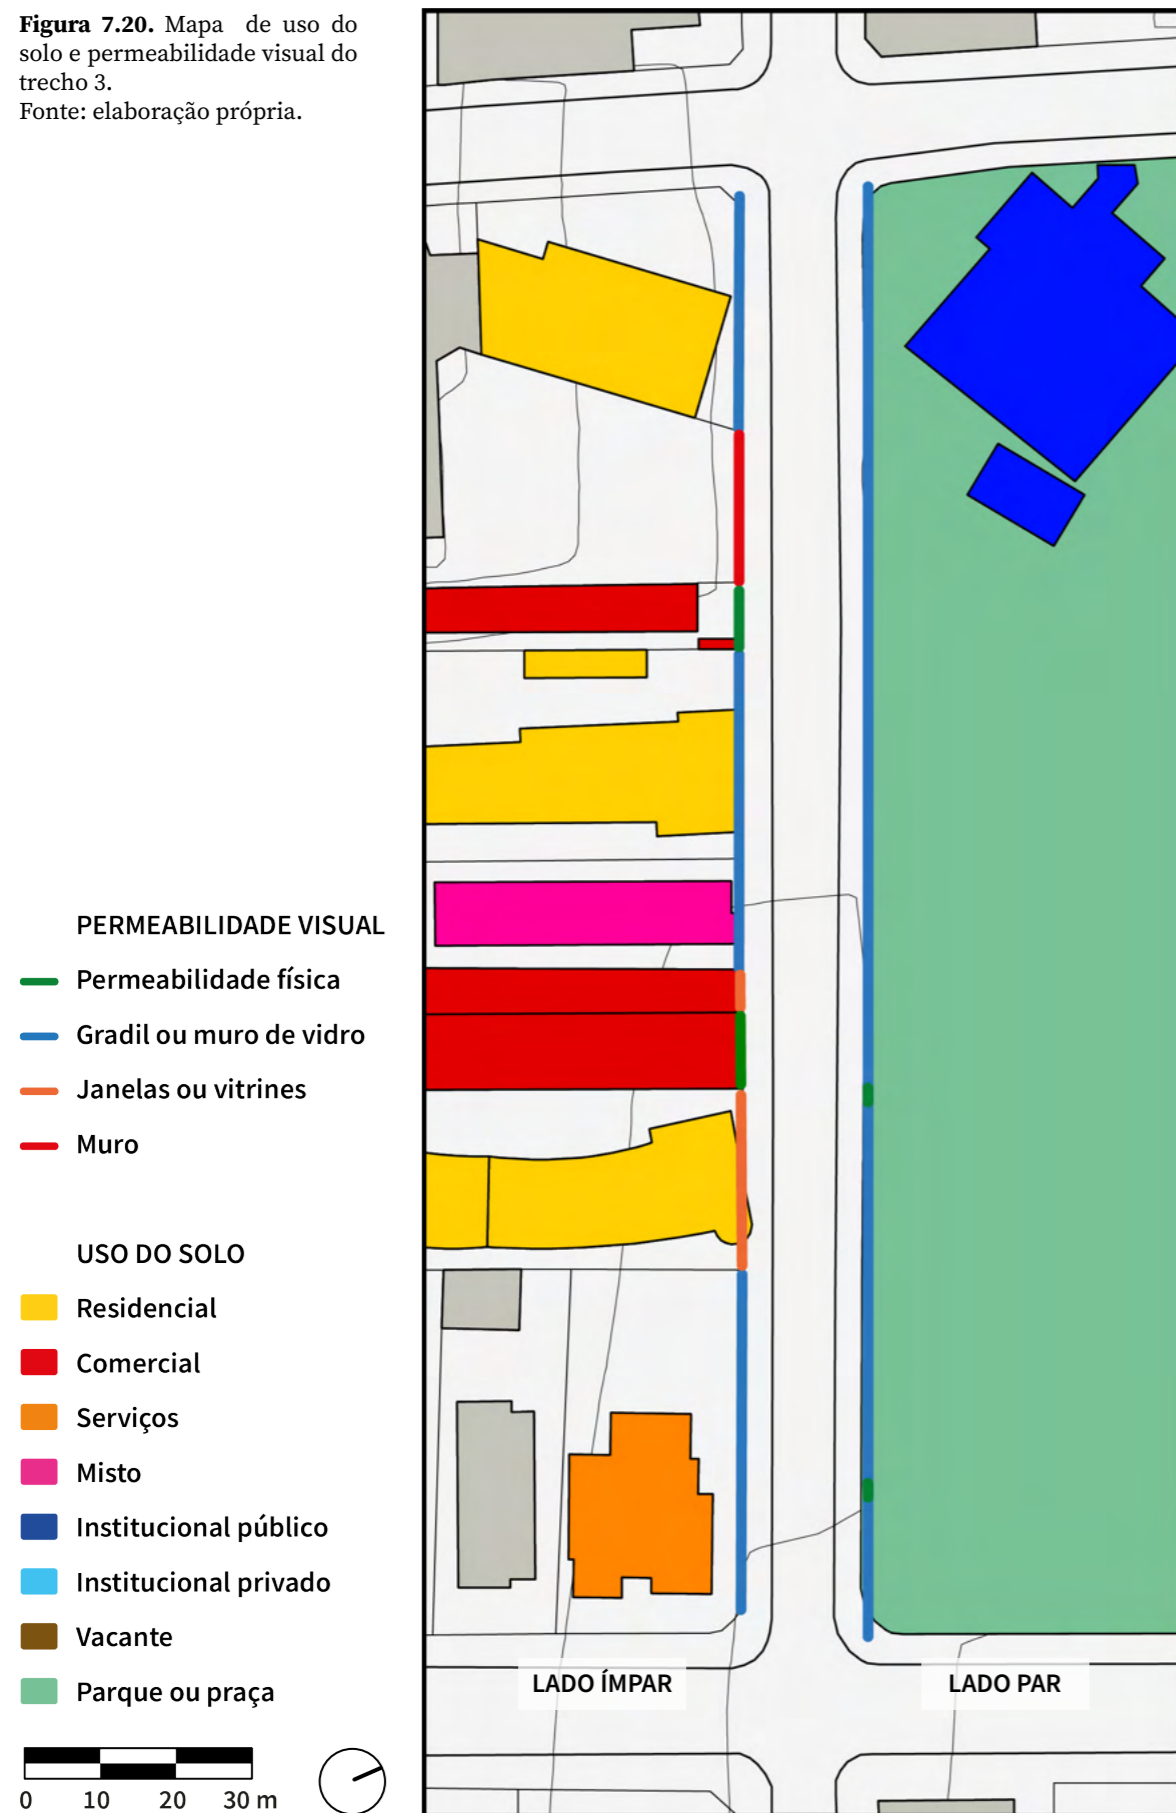 Figura 7.20. Mapa de uso do
solo e permeabilidade visual do
trecho 3.
Fonte: elaboração própria.
PERMEABILIDADE VISUAL
Permeabilidade física
Gradil ou muro de vidro
Janelas ou vitrines
Muro
USO DO SOLO
Residencial
Comercial
Serviços
Misto
Institucional público
Institucional privado
Vacante
Parque ou praça
0 10 20 30 m
LADO ÍMPAR
LADO PAR